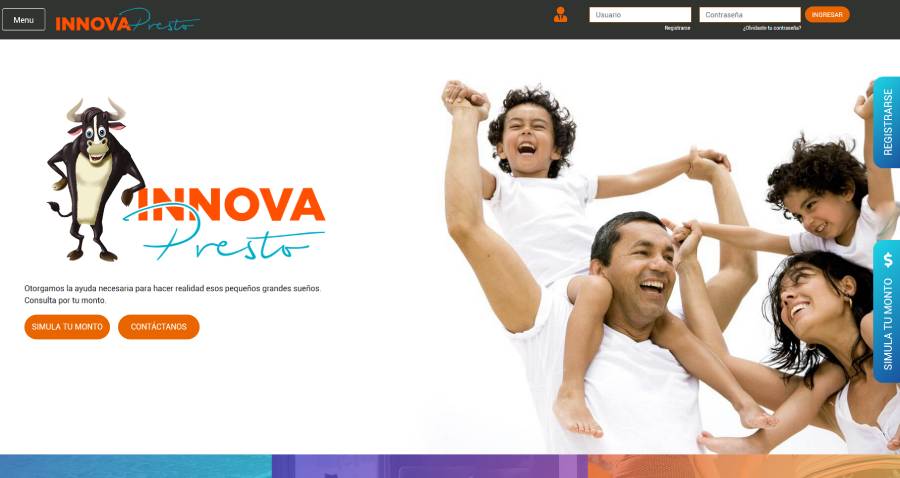 Menu
INNOVA Presto
Usuario
Contraseña
INGRESAR
Registrarse
¿Olvidaste tu contraseña?
REGISTRARSE
INNOVA
Presto
Otorgamos la ayuda necesaria para hacer realidad esos pequeños grandes sueños.
Consulta por tu monto.
SIMULA TU MONTO
CONTÁCTANOS
SIMULA TU MONTO $